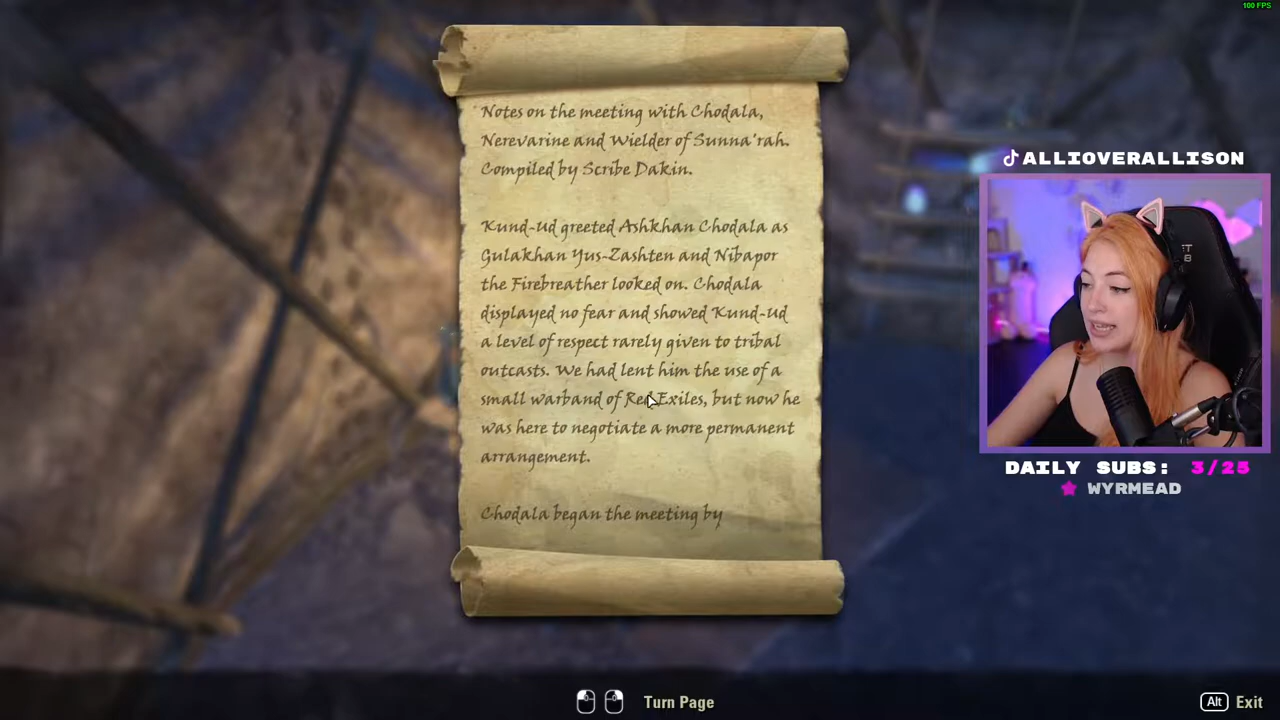 100 FPS
Notes on the meeting with Chodala,
Nerevarine and Wielder of Sunna'rah.
Compiled by Scribe Dakin.
Kund-Ud greeted Ashkhan Chodala as
Gulakhan Yus-Zashten and Nibapor
the Firebreather looked on. Chodala
displayed no fear and showed Kund-Ud
a level of respect rarely given to tribal
outcasts. We had lent him the use of a
small warband of Red Exiles, but now he
was here to negotiate a more permanent
arrangement.
Chodala began the meeting by
ALLIOVERALLISON
DAILY SUBS: 3/25
WYRMEAD
Turn Page
Alt Exit